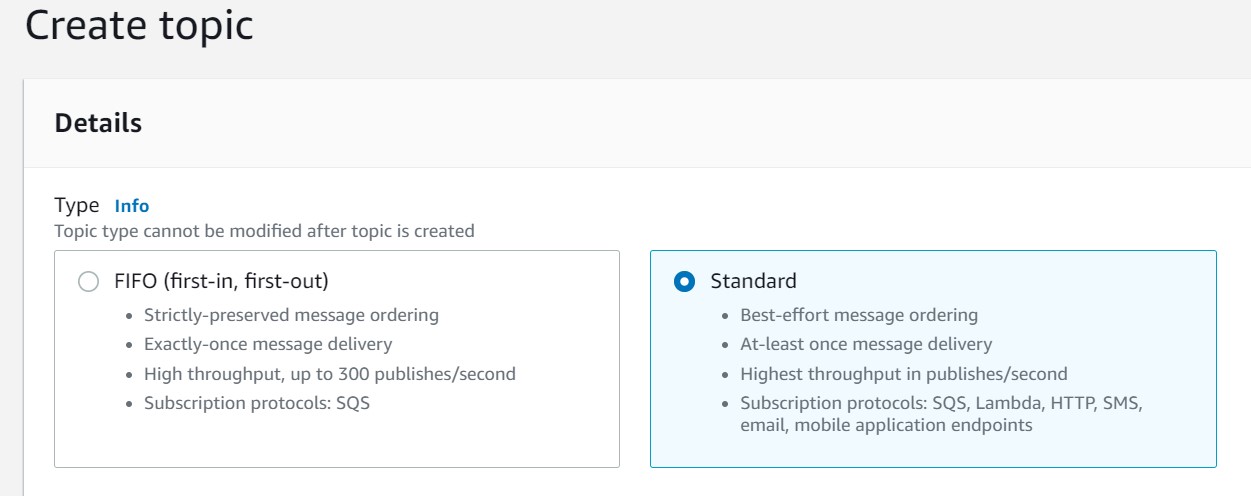 Create topic
Details
Type Info
Topic type cannot be modified after topic is created
FIFO (first-in, first-out)
• Strictly-preserved message ordering
• Exactly-once message delivery
• High throughput, up to 300 publishes/second
• Subscription protocols: SQS
Standard
• Best-effort message ordering
• At-least once message delivery
• Highest throughput in publishes/second
• Subscription protocols: SQS, Lambda, HTTP, SMS,
email, mobile application endpoints